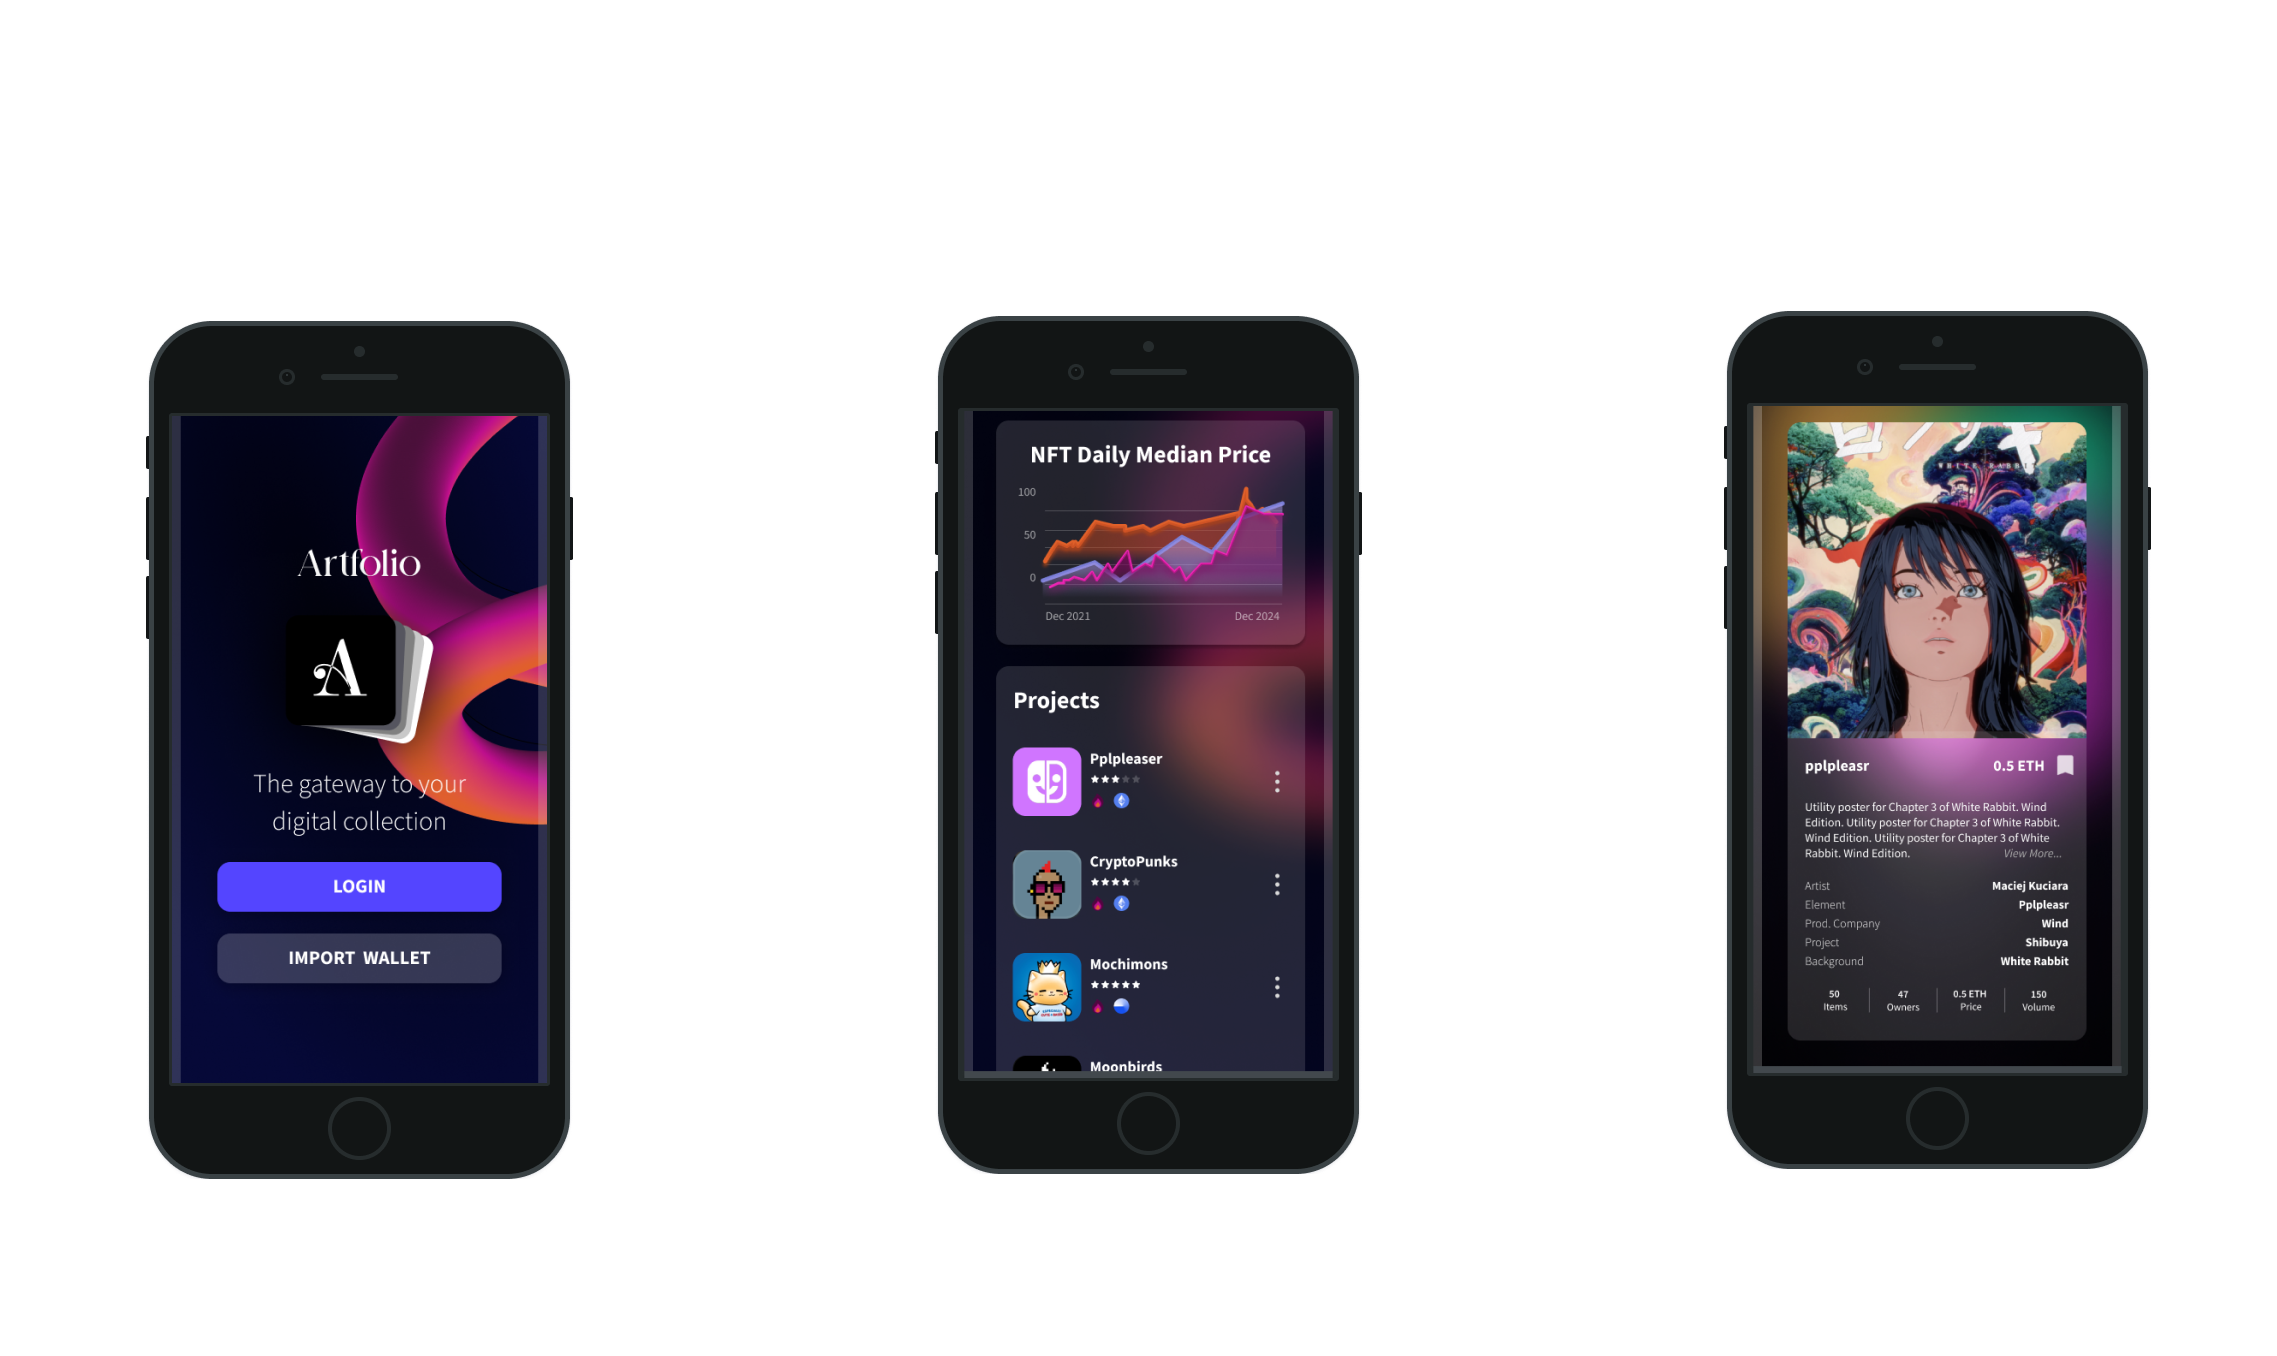 Artfolio
A
The gateway to your
digital collection
LOGIN
IMPORT WALLET
NFT Daily Median Price
100
50
0
Dec 2021
Dec 2024
Projects
Pplpleaser
CryptoPunks
Mochimons
Moonbirds
WHITE RABBIT
pplpleasr
0.5 ETH
Utility poster for Chapter 3 of White Rabbit. Wind
Edition. Utility poster for Chapter 3 of White Rabbit.
Wind Edition. Utility poster for Chapter 3 of White
Rabbit. Wind Edition.
View More...
Artist
Maciej Kuciara
Element
Pplpleasr
Prod. Company
Wind
Project
Shibuya
Background
White Rabbit
50
Items
47
Owners
0.5 ETH
Price
150
Volume